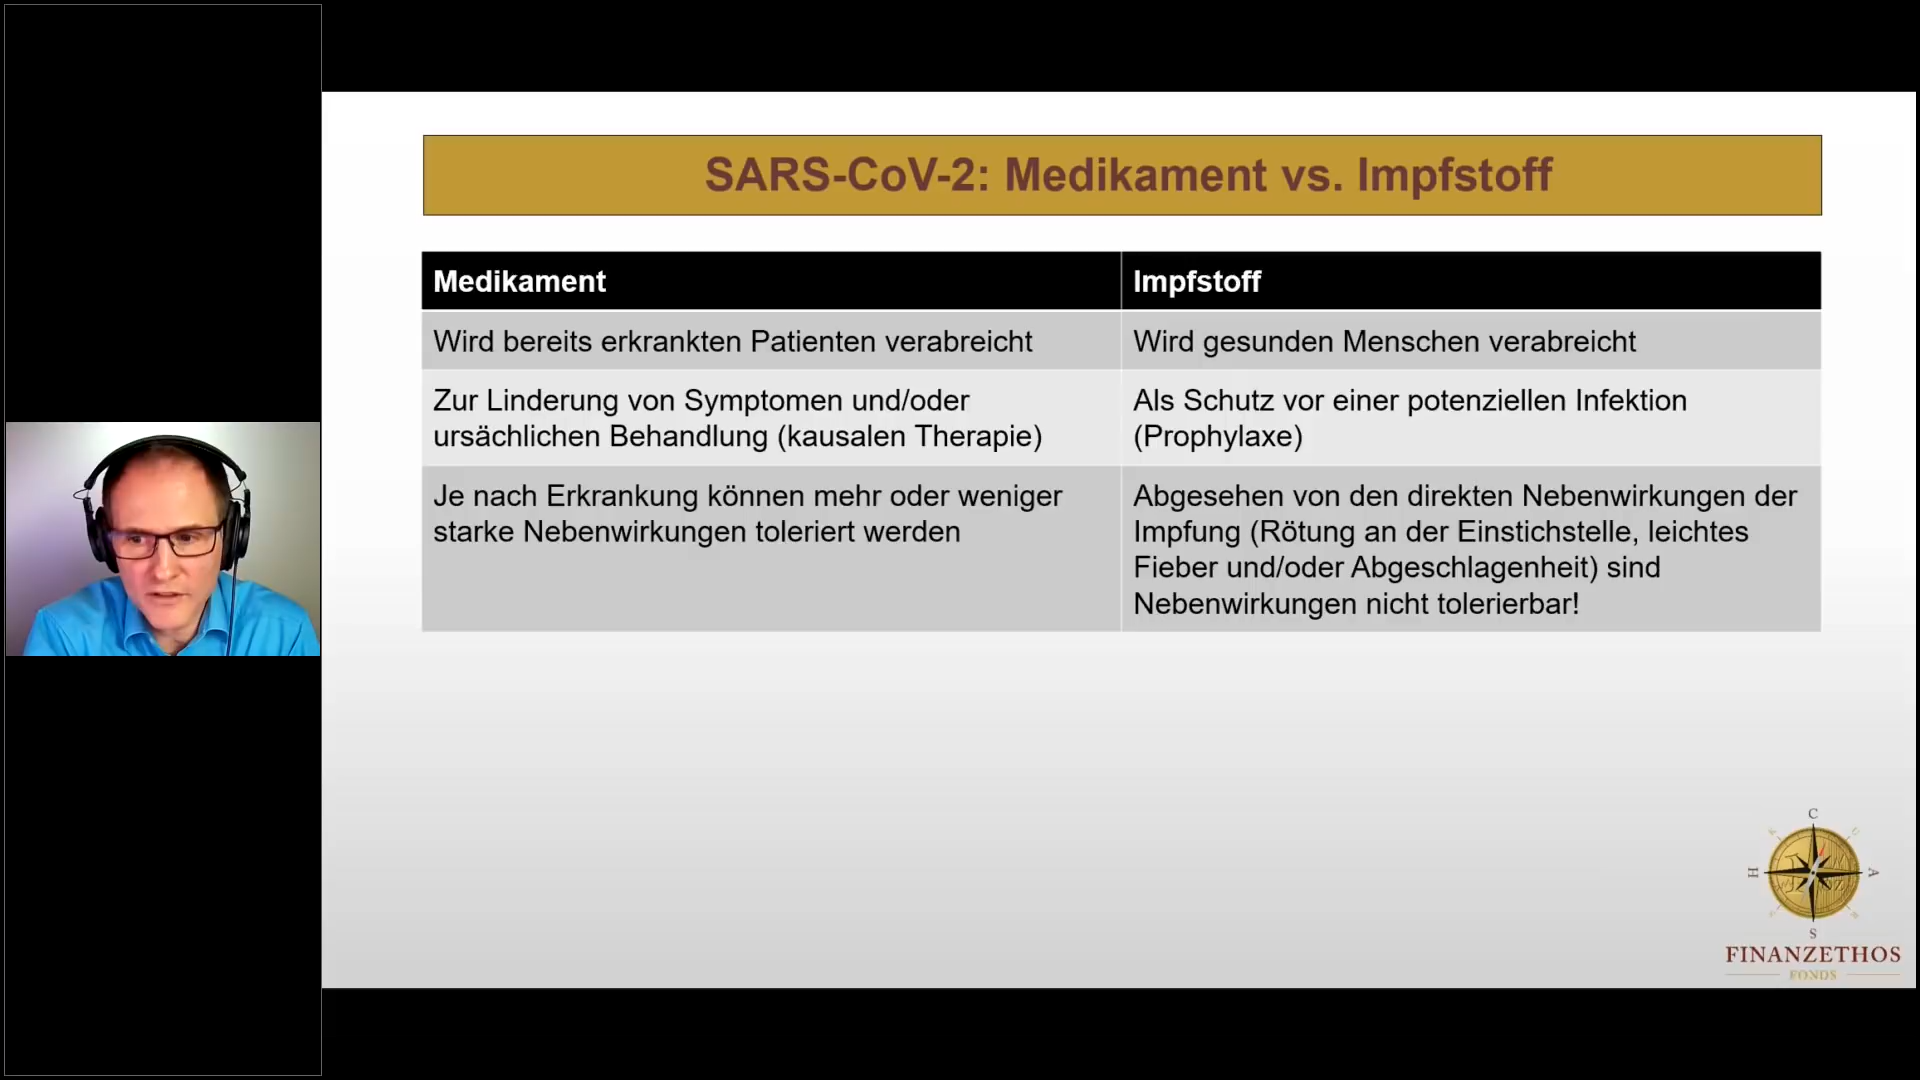 SARS-CoV-2: Medikament vs. Impfstoff
Medikament
Impfstoff
Wird bereits erkrankten Patienten verabreicht
Wird gesunden Menschen verabreicht
Zur Linderung von Symptomen und/oder
ursächlichen Behandlung (kausalen Therapie)
Als Schutz vor einer potenziellen Infektion
(Prophylaxe)
Je nach Erkrankung können mehr oder weniger
starke Nebenwirkungen toleriert werden
Abgesehen von den direkten Nebenwirkungen der
Impfung (Rötung an der Einstichstelle, leichtes
Fieber und/oder Abgeschlagenheit) sind
Nebenwirkungen nicht tolerierbar!
C
H
A
S
FINANZETHOS
FONDS